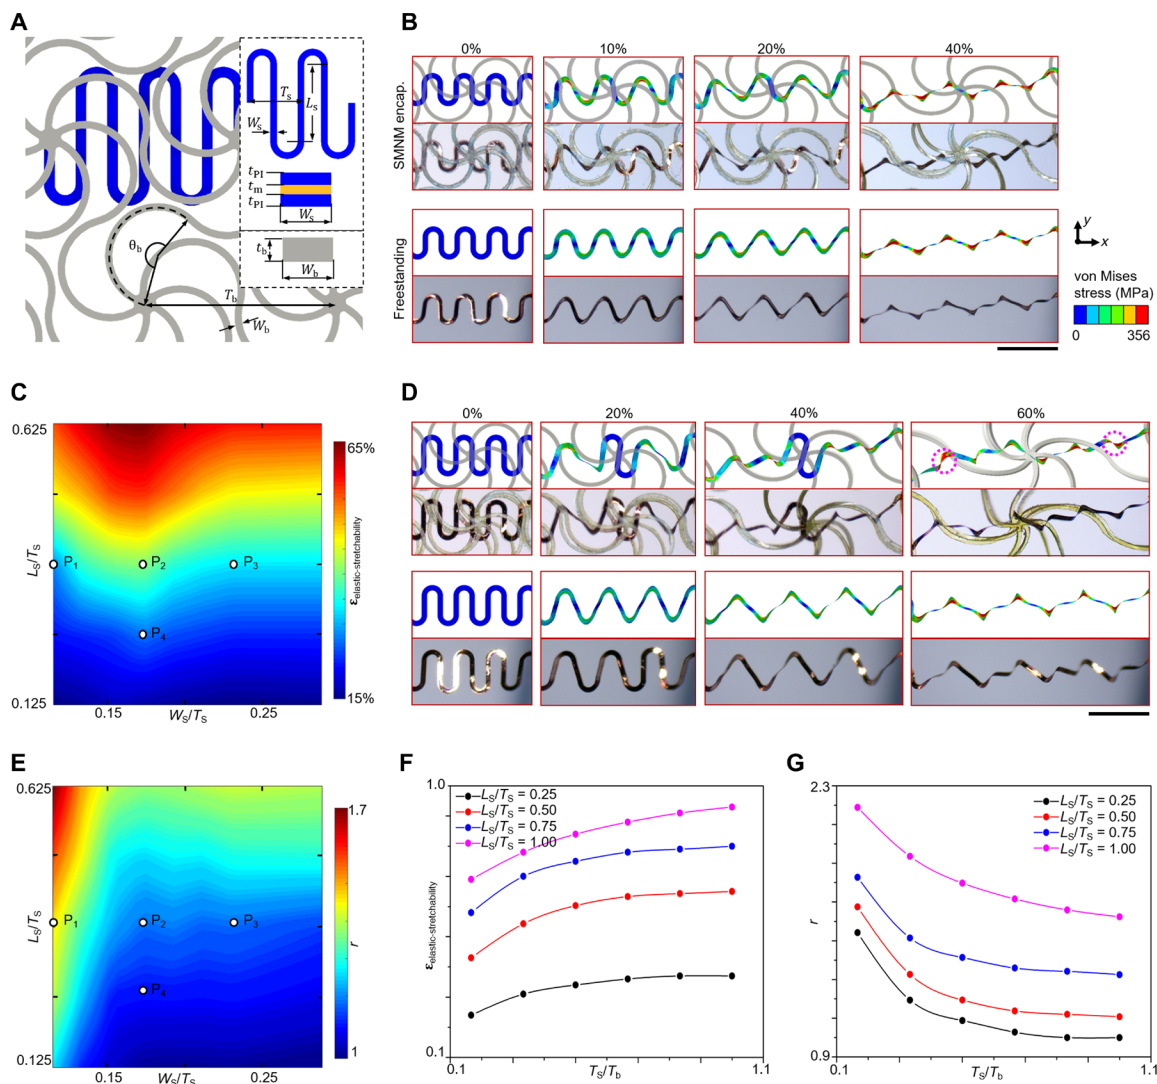 A
T_S
L_S
W_S
t_PI
t_m
t_PI
W_S
t_b
W_b
θ_b
T_b
W_b
B
0% 10% 20% 40%
SMNM encap.
Freestanding
y
x
von Mises
stress (MPa)
0 356
C
0.625
L_S/T_S
0.125
0.15 W_S/T_S 0.25
P_1 P_2 P_3
P_4
65%
ε_elastic-stretchability
15%
D
0% 20% 40% 60%
E
0.625
L_S/T_S
0.125
0.15 W_S/T_S 0.25
P_1 P_2 P_3
P_4
1.7
r
1
F
1.0
ε_elastic-stretchability
0.1
L_S/T_S = 0.25
L_S/T_S = 0.50
L_S/T_S = 0.75
L_S/T_S = 1.00
0.1 T_S/T_b 1.1
G
2.3
r
0.9
L_S/T_S = 0.25
L_S/T_S = 0.50
L_S/T_S = 0.75
L_S/T_S = 1.00
0.1 T_S/T_b 1.1